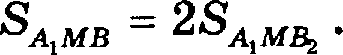 S_{A_1MB} = 2S_{A_1MB_2}.